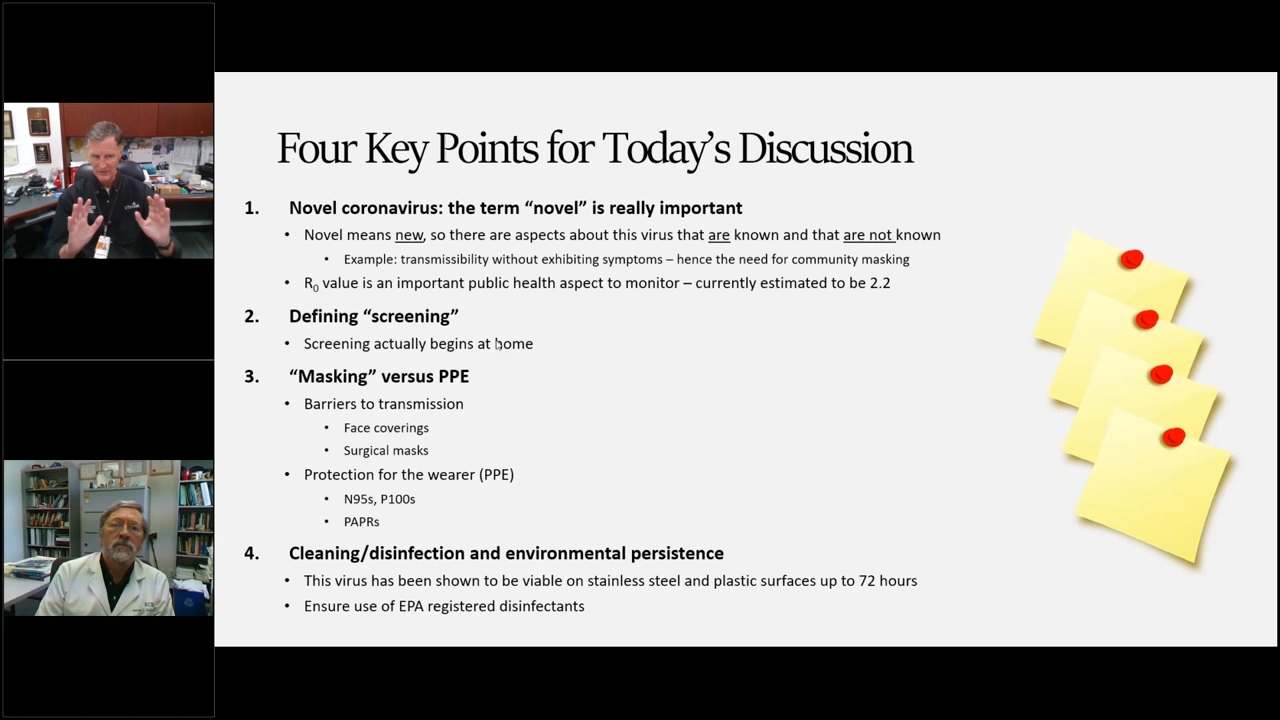 Four Key Points for Today’s Discussion
1. Novel coronavirus: the term “novel” is really important
• Novel means new, so there are aspects about this virus that are known and that are not known
• Example: transmissibility without exhibiting symptoms – hence the need for community masking
• R0 value is an important public health aspect to monitor – currently estimated to be 2.2
2. Defining “screening”
• Screening actually begins at home
3. “Masking” versus PPE
• Barriers to transmission
• Face coverings
• Surgical masks
• Protection for the wearer (PPE)
• N95s, P100s
• PAPRs
4. Cleaning/disinfection and environmental persistence
• This virus has been shown to be viable on stainless steel and plastic surfaces up to 72 hours
• Ensure use of EPA registered disinfectants